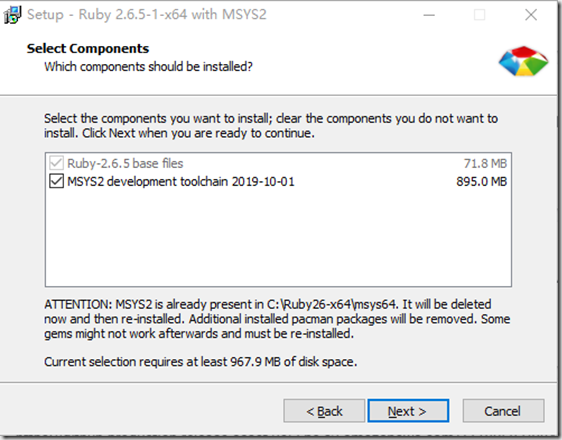 Setup - Ruby 2.6.5-1-x64 with MSYS2
Select Components
Which components should be installed?
Select the components you want to install; clear the components you do not want to
install. Click Next when you are ready to continue.
Ruby-2.6.5 base files 71.8 MB
MSYS2 development toolchain 2019-10-01 895.0 MB
ATTENTION: MSYS2 is already present in C:\Ruby26-x64\msys64. It will be deleted
now and then re-installed. Additional installed pacman packages will be removed. Some
gems might not work afterwards and must be re-installed.
Current selection requires at least 967.9 MB of disk space.
< Back Next > Cancel